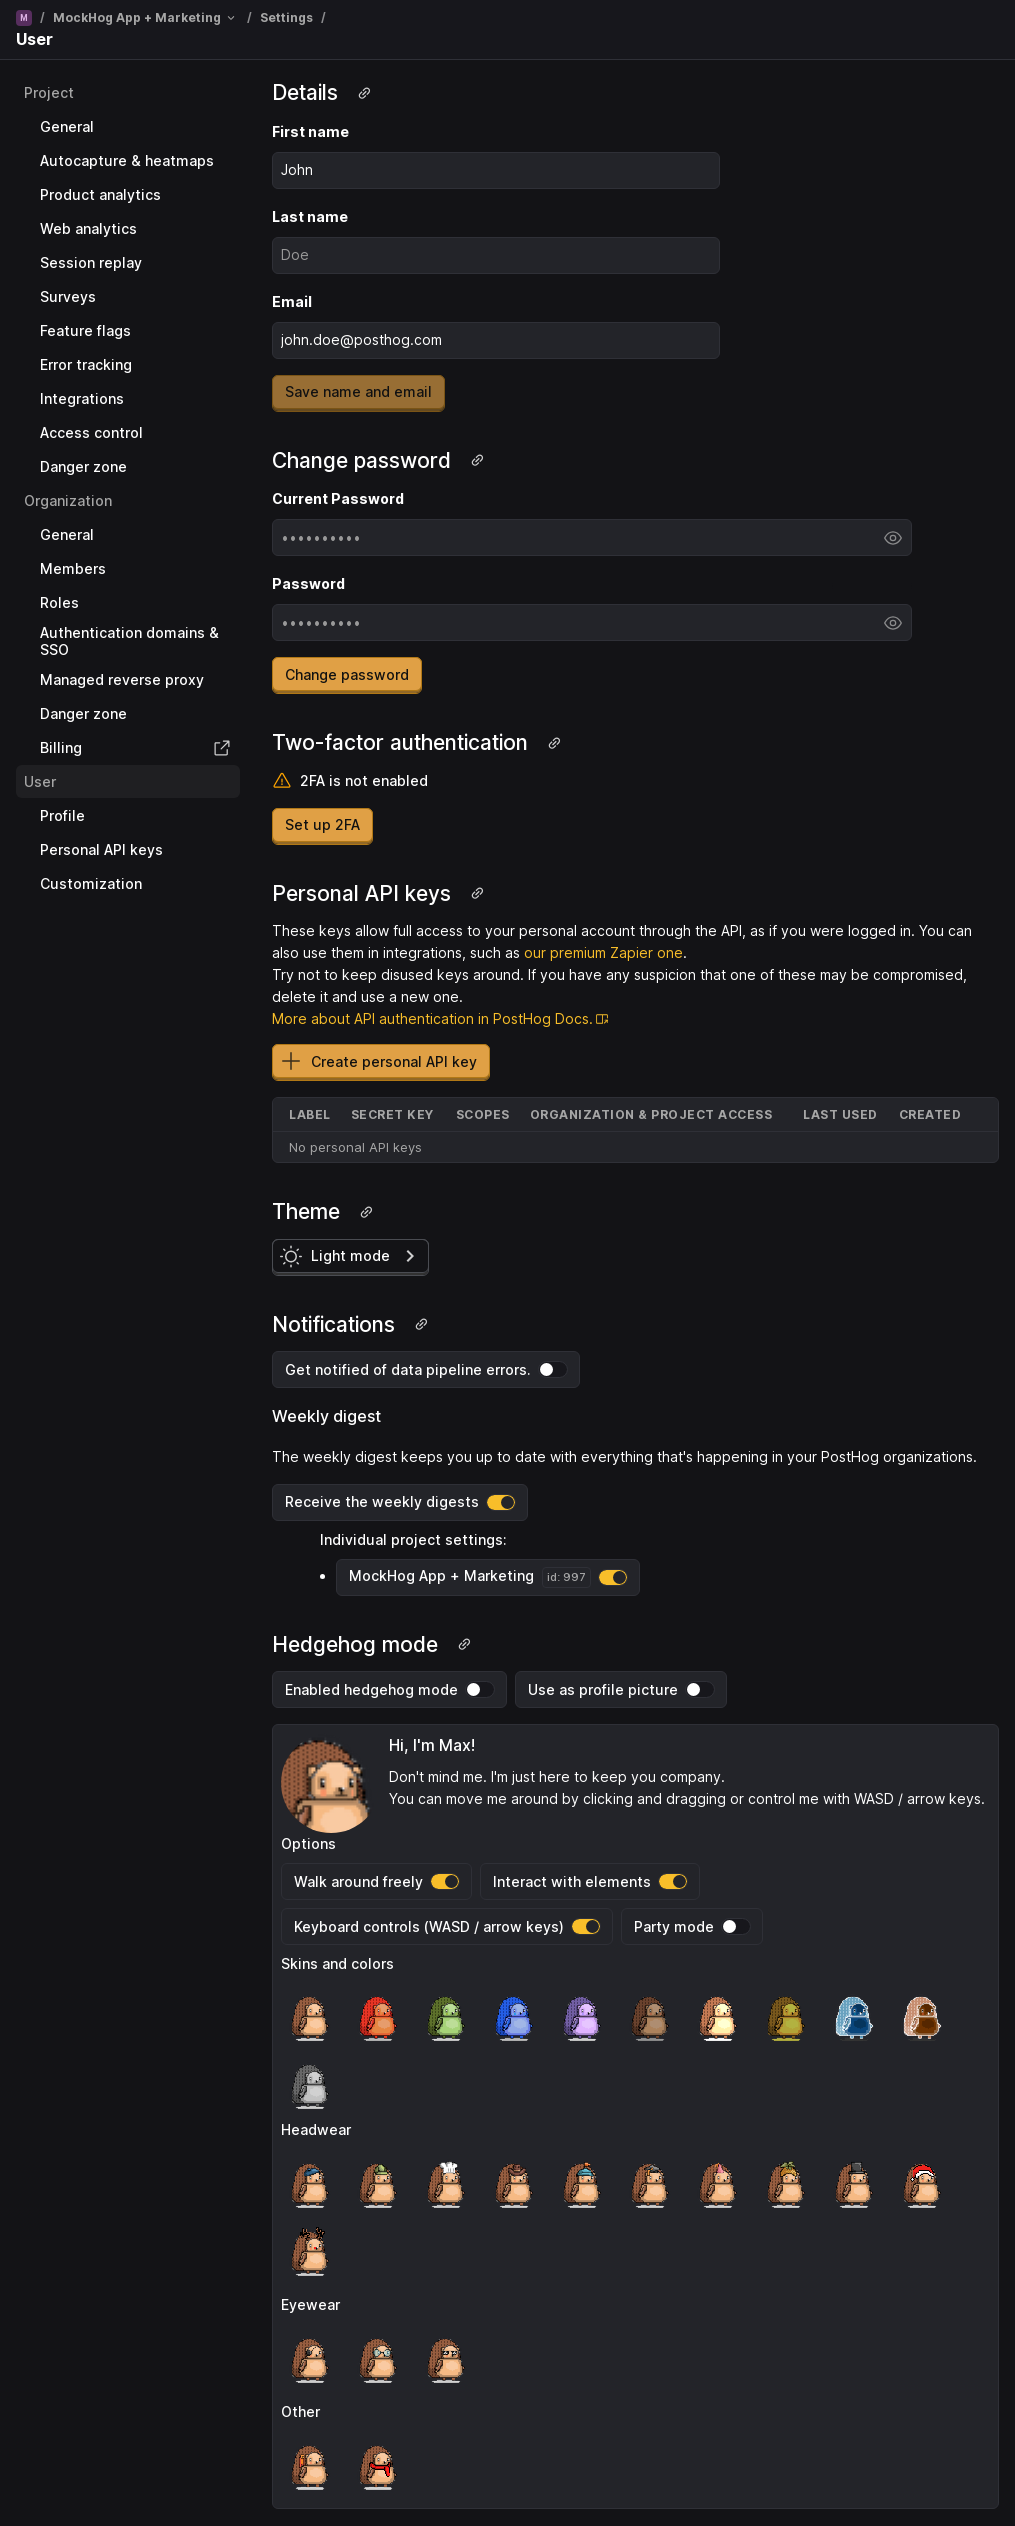 M / MockHog App + Marketing / Settings /
User
Project
General
Autocapture & heatmaps
Product analytics
Web analytics
Session replay
Surveys
Feature flags
Error tracking
Integrations
Access control
Danger zone
Organization
General
Members
Roles
Authentication domains &
SSO
Managed reverse proxy
Danger zone
Billing
User
Profile
Personal API keys
Customization
Details
First name
John
Last name
Doe
Email
john.doe@posthog.com
Save name and email
Change password
Current Password
••••••••••
Password
••••••••••
Change password
Two-factor authentication
2FA is not enabled
Set up 2FA
Personal API keys
These keys allow full access to your personal account through the API, as if you were logged in. You can
also use them in integrations, such as our premium Zapier one.
Try not to keep disused keys around. If you have any suspicion that one of these may be compromised,
delete it and use a new one.
More about API authentication in PostHog Docs.
Create personal API key
LABEL SECRET KEY SCOPES ORGANIZATION & PROJECT ACCESS LAST USED CREATED
No personal API keys
Theme
Light mode
Notifications
Get notified of data pipeline errors.
Weekly digest
The weekly digest keeps you up to date with everything that's happening in your PostHog organizations.
Receive the weekly digests
Individual project settings:
• MockHog App + Marketing id: 997
Hedgehog mode
Enabled hedgehog mode Use as profile picture
Hi, I'm Max!
Don't mind me. I'm just here to keep you company.
You can move me around by clicking and dragging or control me with WASD / arrow keys.
Options
Walk around freely Interact with elements
Keyboard controls (WASD / arrow keys) Party mode
Skins and colors
Headwear
Eyewear
Other